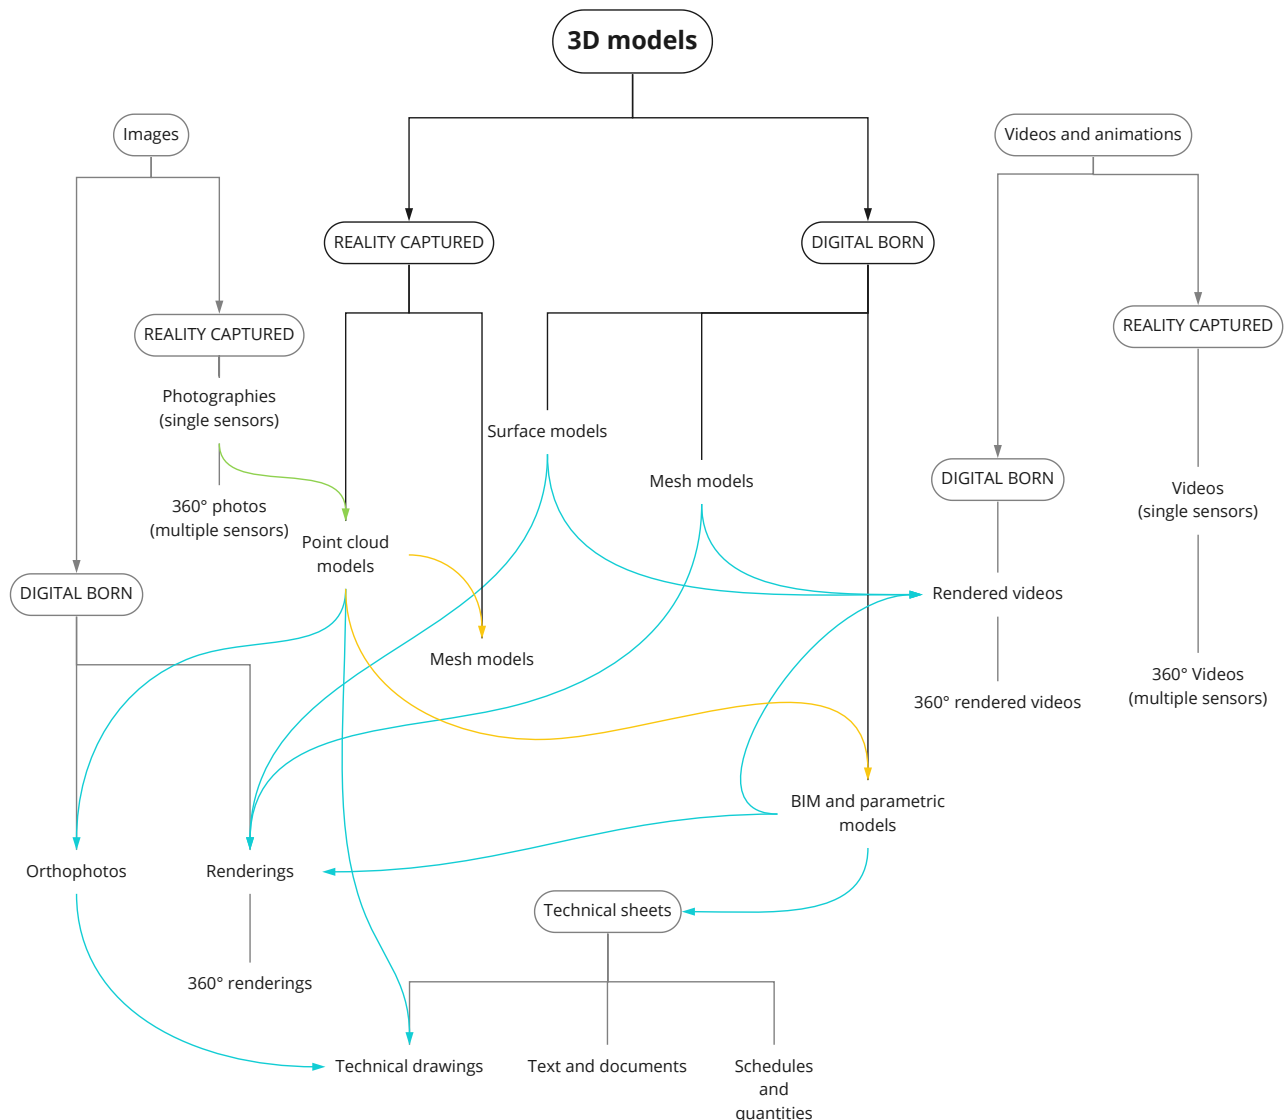 3D models
Images
Videos and animations
REALITY CAPTURED
DIGITAL BORN
REALITY CAPTURED
REALITY CAPTURED
Photographies
(single sensors)
Surface models
Mesh models
DIGITAL BORN
Videos
(single sensors)
360° photos
(multiple sensors)
Point cloud
models
DIGITAL BORN
Rendered videos
Mesh models
360° rendered videos
360° Videos
(multiple sensors)
BIM and parametric
models
Orthophotos
Renderings
Technical sheets
360° renderings
Technical drawings
Text and documents
Schedules
and
quantities